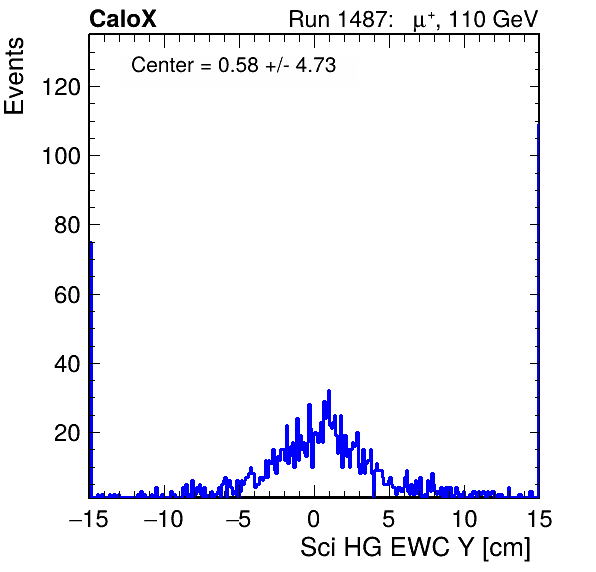 CaloX Run 1487: μ⁺, 110 GeV
Center = 0.58 +/- 4.73
Events
120
100
80
60
40
20
−15 −10 −5 0 5 10 15
Sci HG EWC Y [cm]